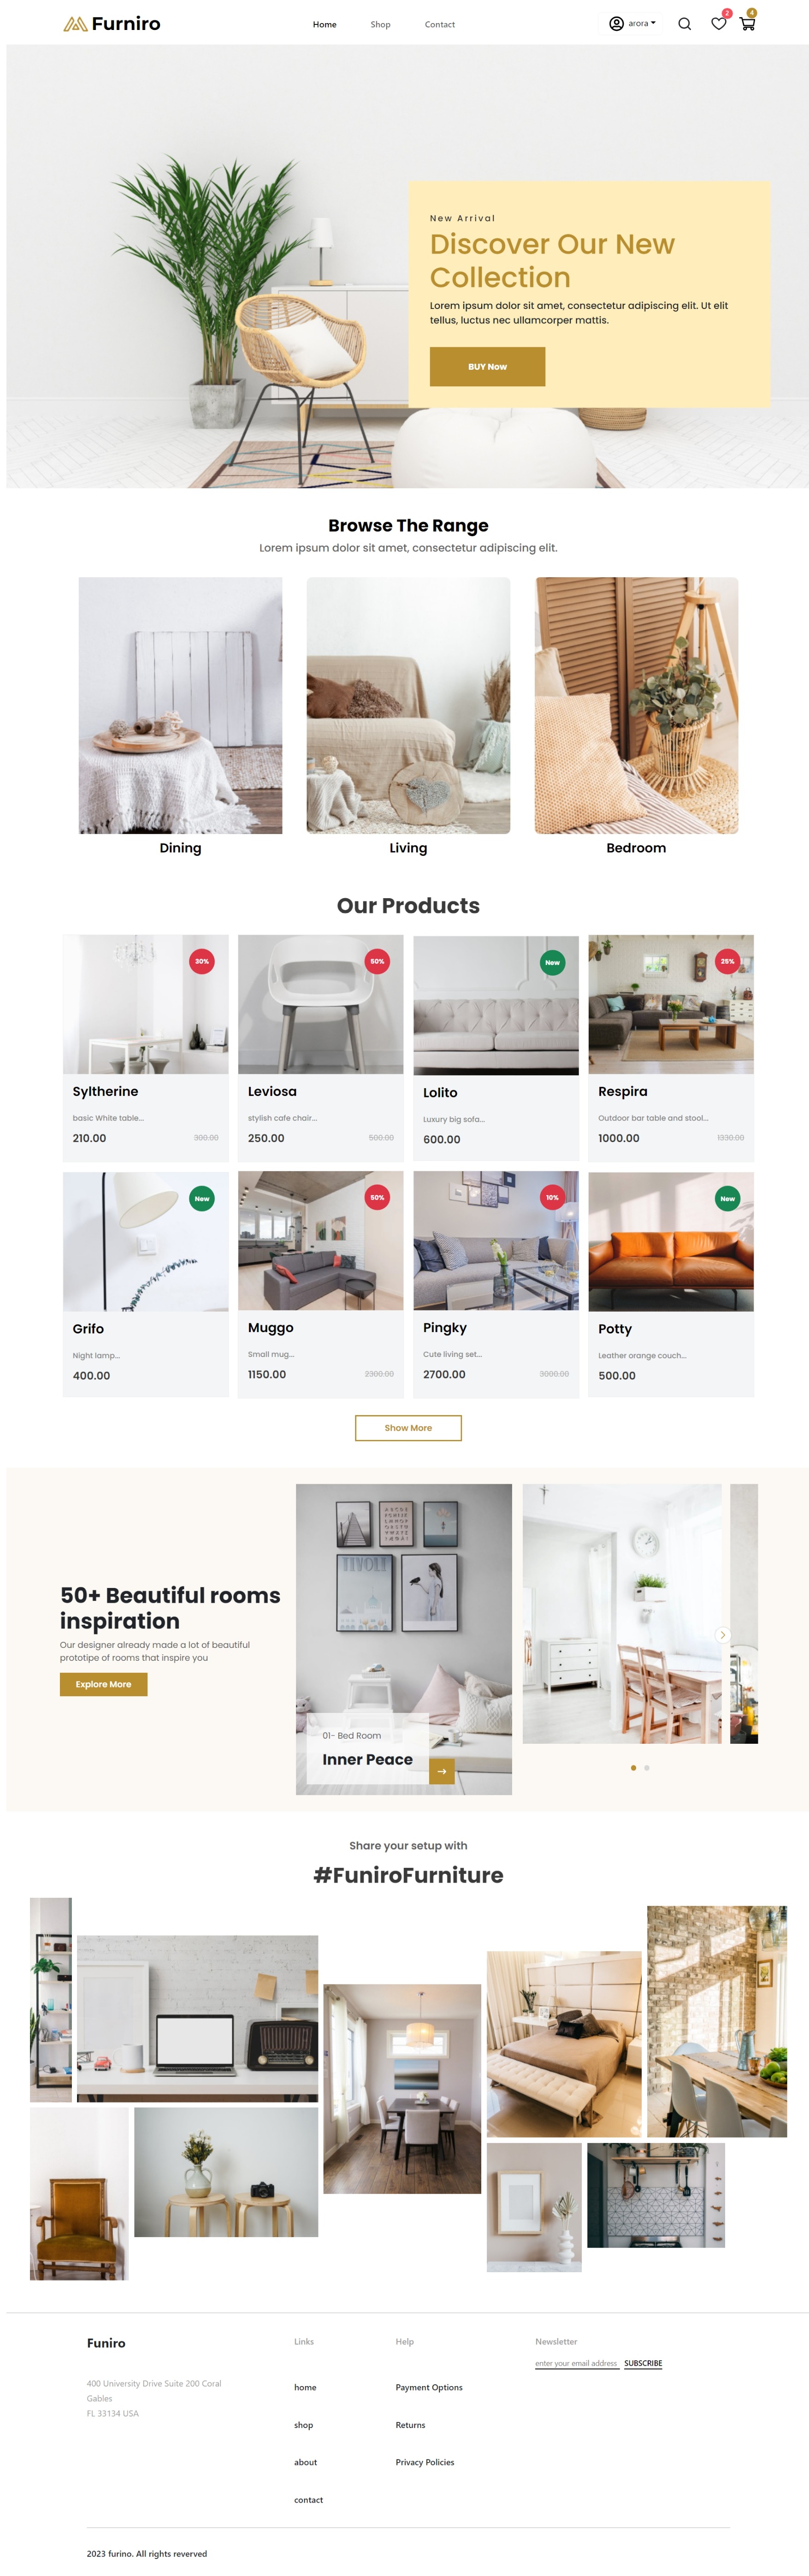 Furniro
Home
Shop
Contact
arora
2
4
New Arrival
Discover Our New
Collection
Lorem ipsum dolor sit amet, consectetur adipiscing elit. Ut elit
tellus, luctus nec ullamcorper mattis.
BUY Now
Browse The Range
Lorem ipsum dolor sit amet, consectetur adipiscing elit.
Dining
Living
Bedroom
Our Products
30%
50%
New
25%
Syltherine
Leviosa
Lolito
Respira
basic White table...
stylish cafe chair...
Luxury big sofa...
Outdoor bar table and stool...
210.00
300.00
250.00
500.00
600.00
1000.00
1330.00
New
50%
10%
New
Grifo
Muggo
Pingky
Potty
Night lamp...
Small mug...
Cute living set...
Leather orange couch...
400.00
1150.00
2300.00
2700.00
3000.00
500.00
Show More
50+ Beautiful rooms
inspiration
Our designer already made a lot of beautiful
prototipe of rooms that inspire you
Explore More
TIVOLI
01- Bed Room
Inner Peace
Share your setup with
#FuniroFurniture
Funiro
Links
Help
Newsletter
enter your email address
SUBSCRIBE
400 University Drive Suite 200 Coral
Gables
FL 33134 USA
home
Payment Options
shop
Returns
about
Privacy Policies
contact
2023 furino. All rights reverved